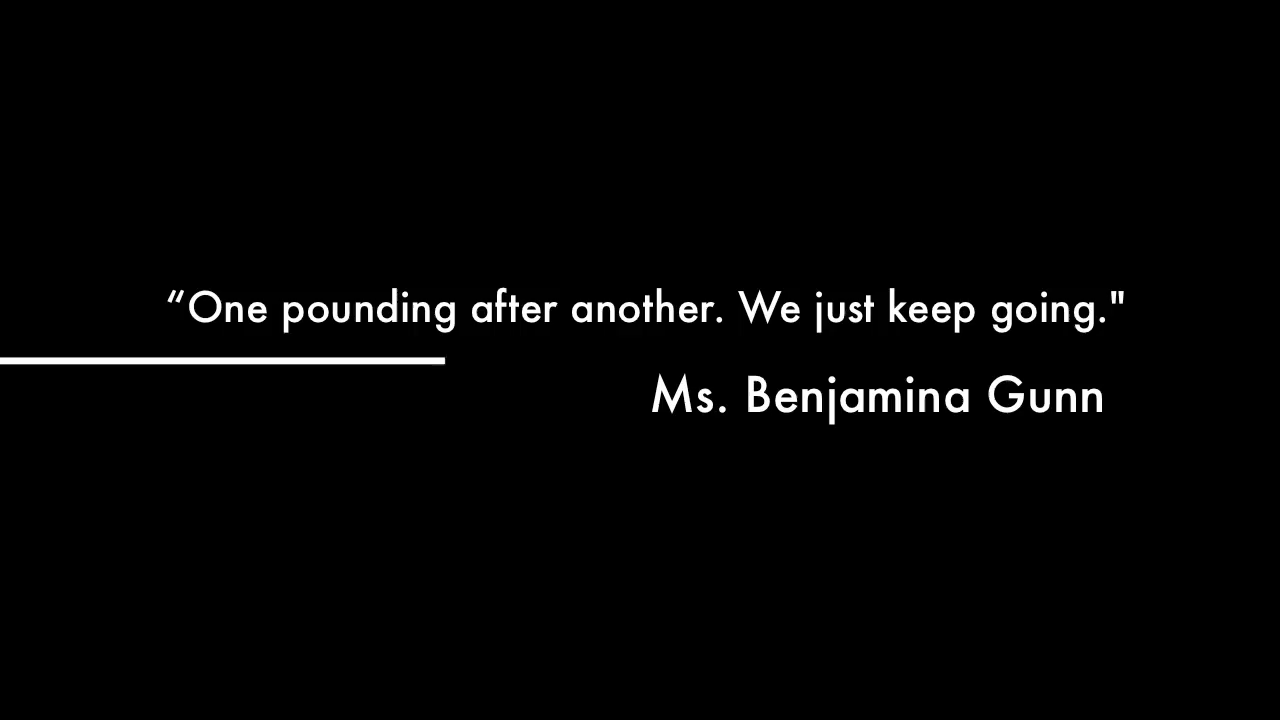 “One pounding after another. We just keep going."
Ms. Benjamina Gunn